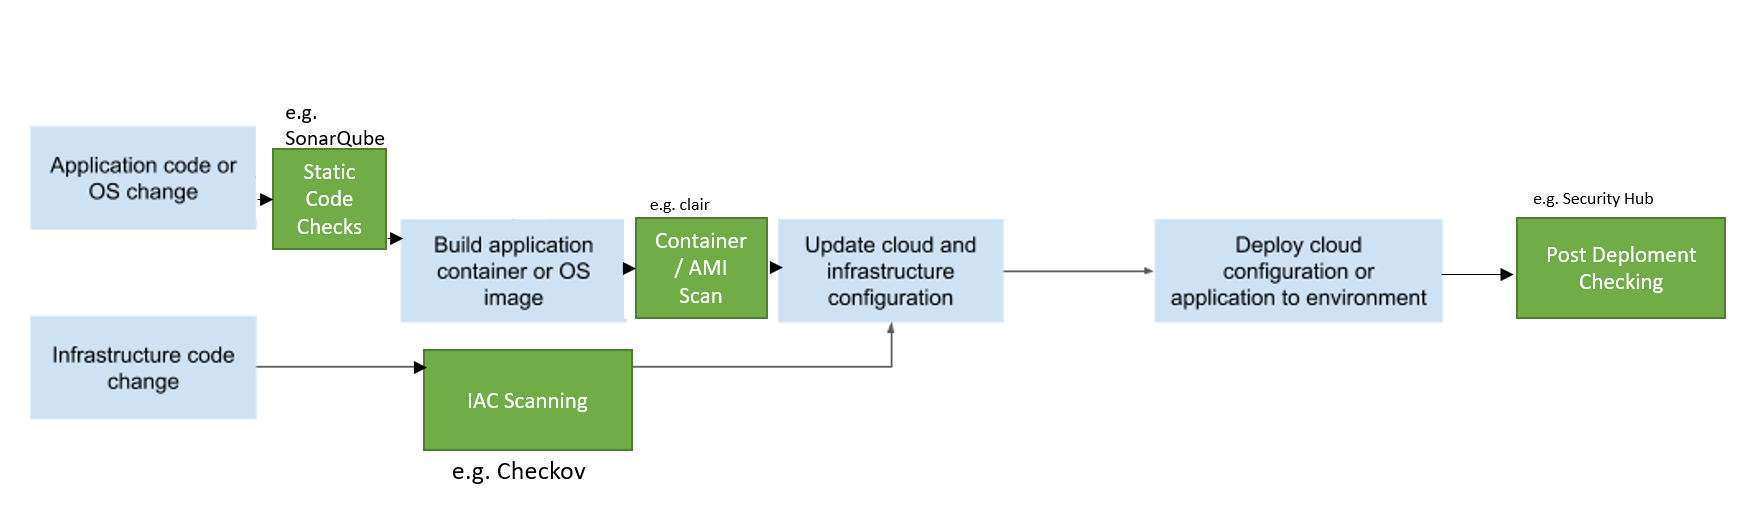 e.g.
SonarQube
Application code or
OS change
Static
Code
Checks
e.g. clair
Build application
container or OS
image
Container
/ AMI
Scan
Update cloud and
infrastructure
configuration
Deploy cloud
configuration or
application to environment
e.g. Security Hub
Post Deploment
Checking
Infrastructure code
change
IAC Scanning
e.g. Checkov